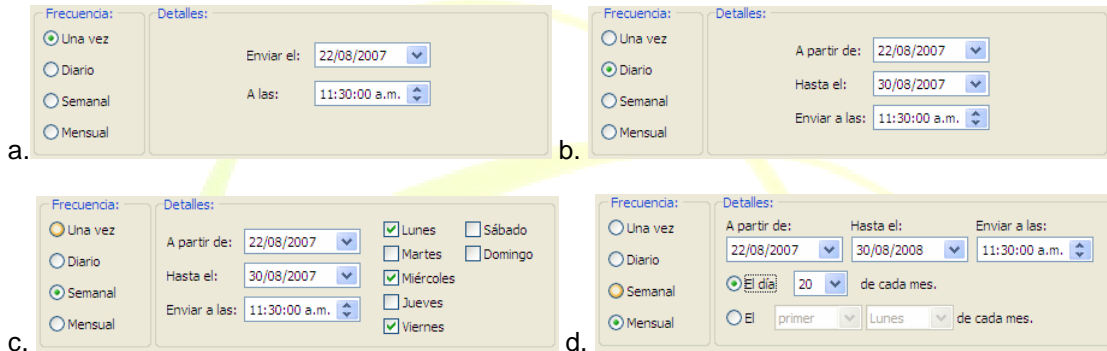 Frecuencia:
Una vez
Diario
Semanal
Mensual
Detalles:
Enviar el: 22/08/2007
A las: 11:30:00 a.m.
a.
Frecuencia:
Una vez
Diario
Semanal
Mensual
Detalles:
A partir de: 22/08/2007
Hasta el: 30/08/2007
Enviar a las: 11:30:00 a.m.
b.
Frecuencia:
Una vez
Diario
Semanal
Mensual
Detalles:
A partir de: 22/08/2007
Hasta el: 30/08/2007
Enviar a las: 11:30:00 a.m.
Lunes
Martes
Miércoles
Jueves
Viernes
Sábado
Domingo
c.
Frecuencia:
Una vez
Diario
Semanal
Mensual
Detalles:
A partir de: Hasta el: Enviar a las:
22/08/2007 30/08/2008 11:30:00 a.m.
El día 20 de cada mes.
El primer Lunes de cada mes.
d.